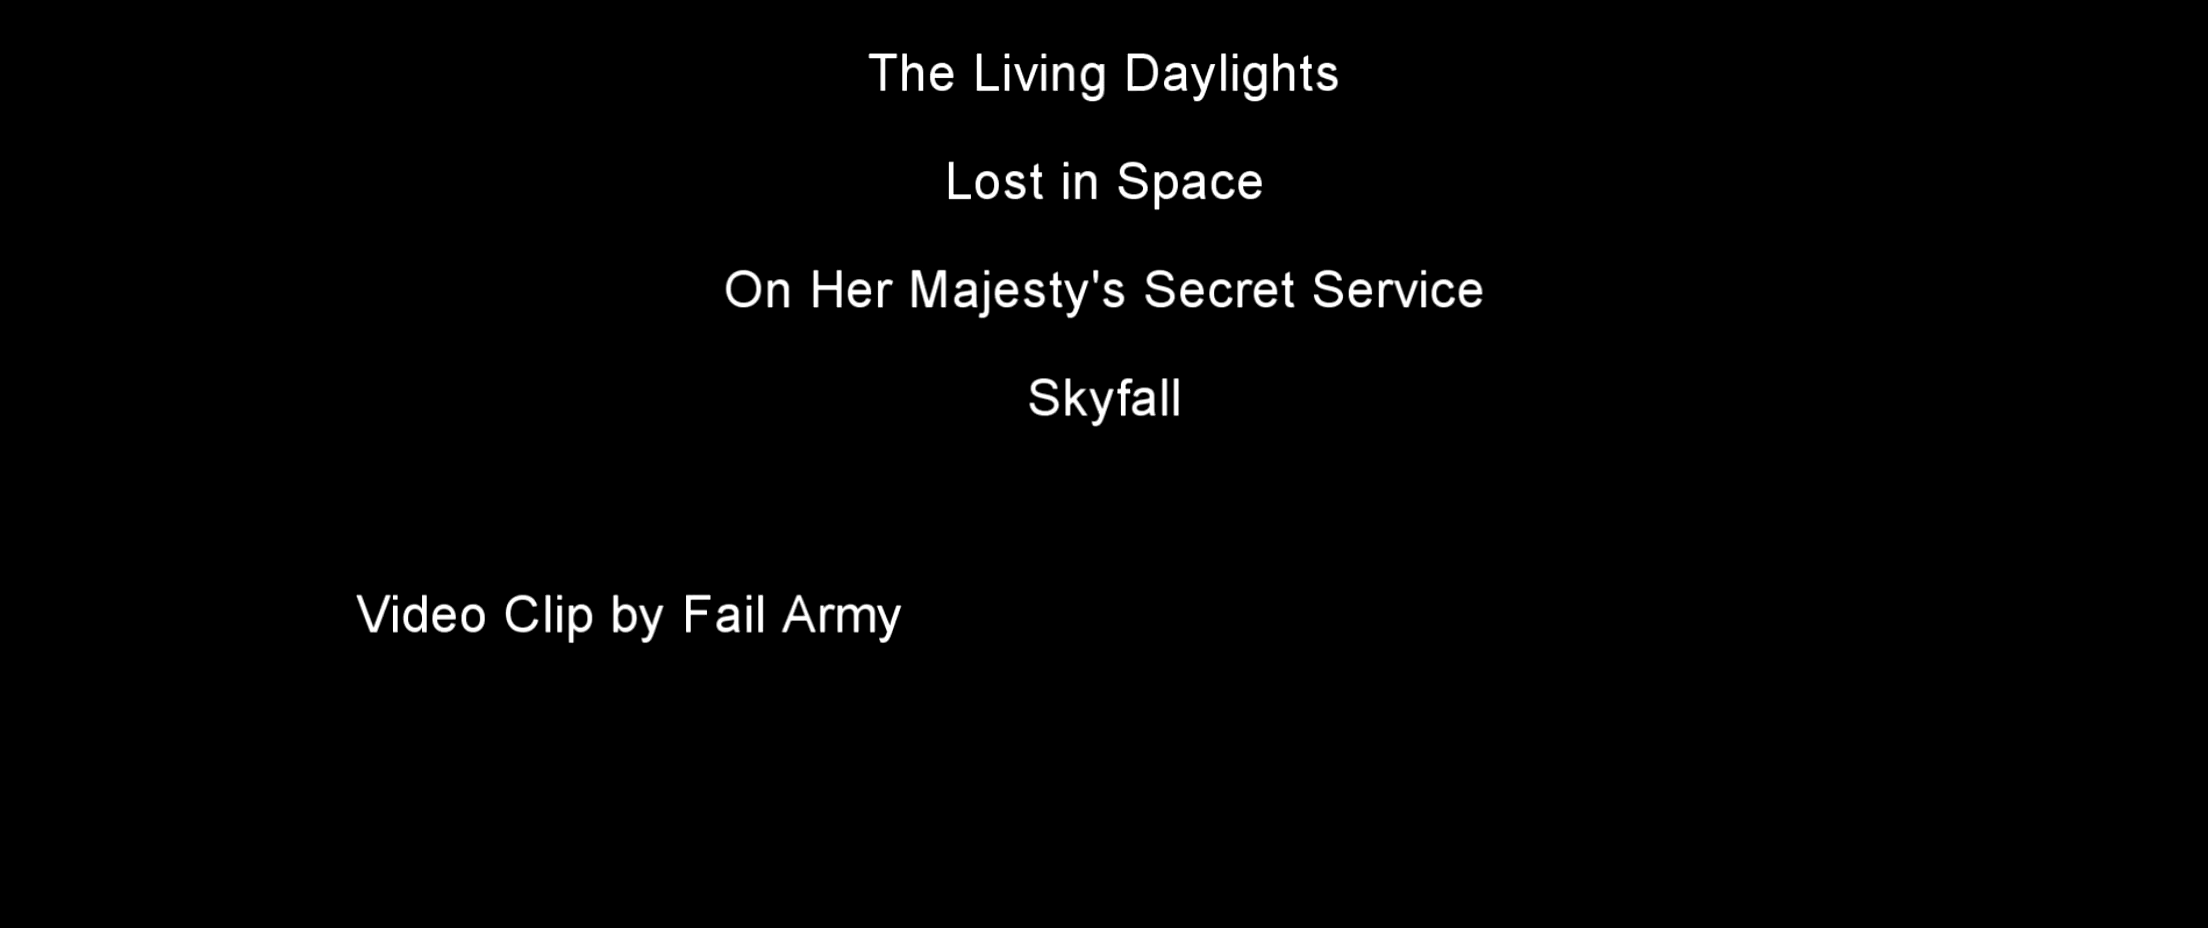 The Living Daylights
Lost in Space
On Her Majesty's Secret Service
Skyfall
Video Clip by Fail Army